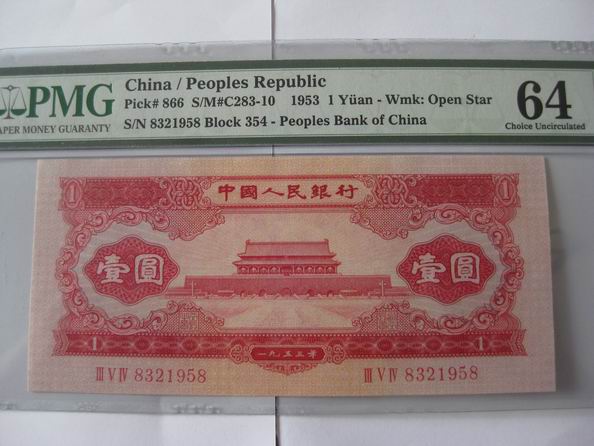 PMG
PAPER MONEY GUARANTY
China / Peoples Republic
Pick# 866 S/M#C283-10 1953 1 Yüan - Wmk: Open Star
S/N 8321958 Block 354 - Peoples Bank of China
64
Choice Uncirculated
1 中國人民銀行 1
壹圓 壹圓
1 一九五三年 1
III V IV 8321958 III V IV 8321958